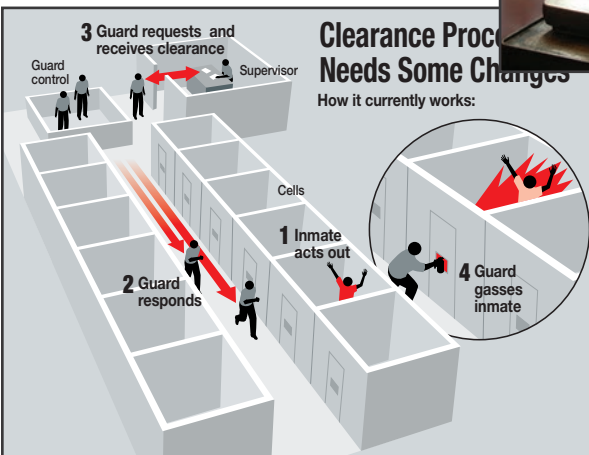 Clearance
Needs Some Changes
How it currently works:
3 Guard requests and
receives clearance
Guard
control
Supervisor
Cells
1 Inmate
acts out
2 Guard
responds
4 Guard
gasses
inmate